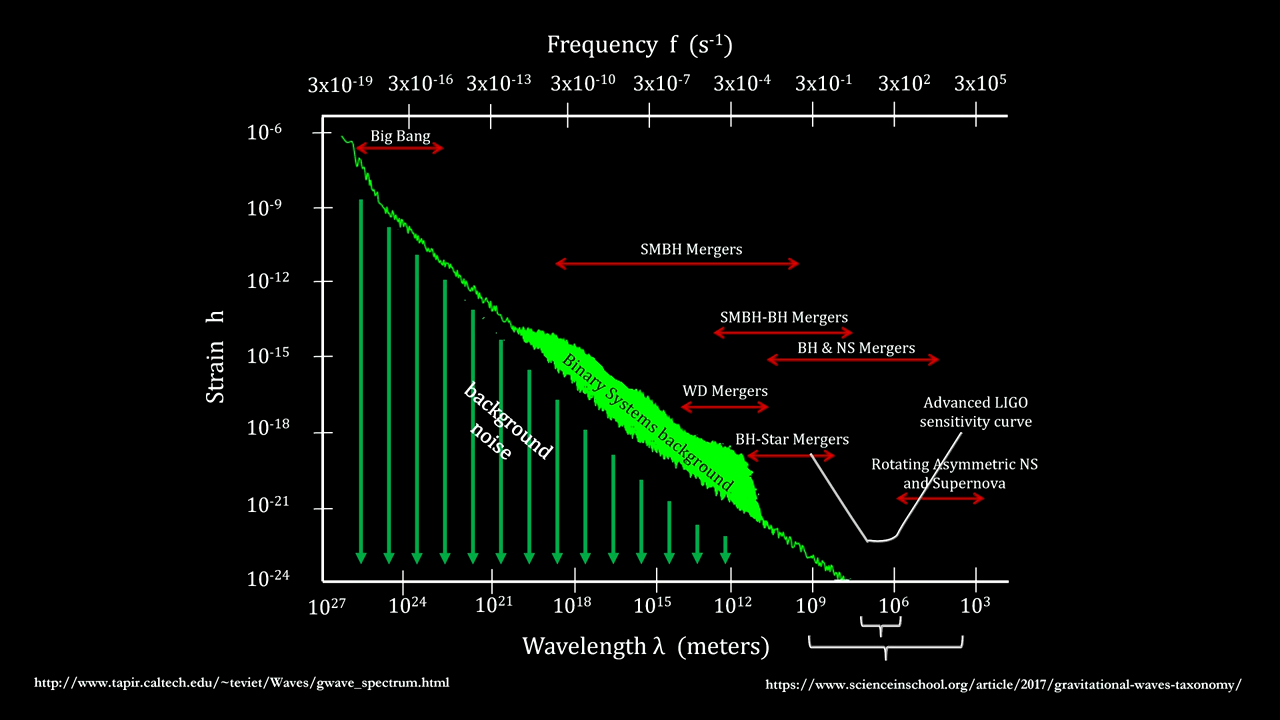 Frequency f (s-1)
3x10-19 3x10-16 3x10-13 3x10-10 3x10-7 3x10-4 3x10-1 3x102 3x105
10-6
Big Bang
10-9
SMBH Mergers
10-12
SMBH-BH Mergers
BH & NS Mergers
10-15
Strain h
Binary Systems background
WD Mergers
background
noise
Advanced LIGO
sensitivity curve
10-18
BH-Star Mergers
Rotating Asymmetric NS
and Supernova
10-21
10-24
1027 1024 1021 1018 1015 1012 109 106 103
Wavelength λ (meters)
http://www.tapir.caltech.edu/~teviet/Waves/gwave_spectrum.html
https://www.scienceinschool.org/article/2017/gravitational-waves-taxonomy/